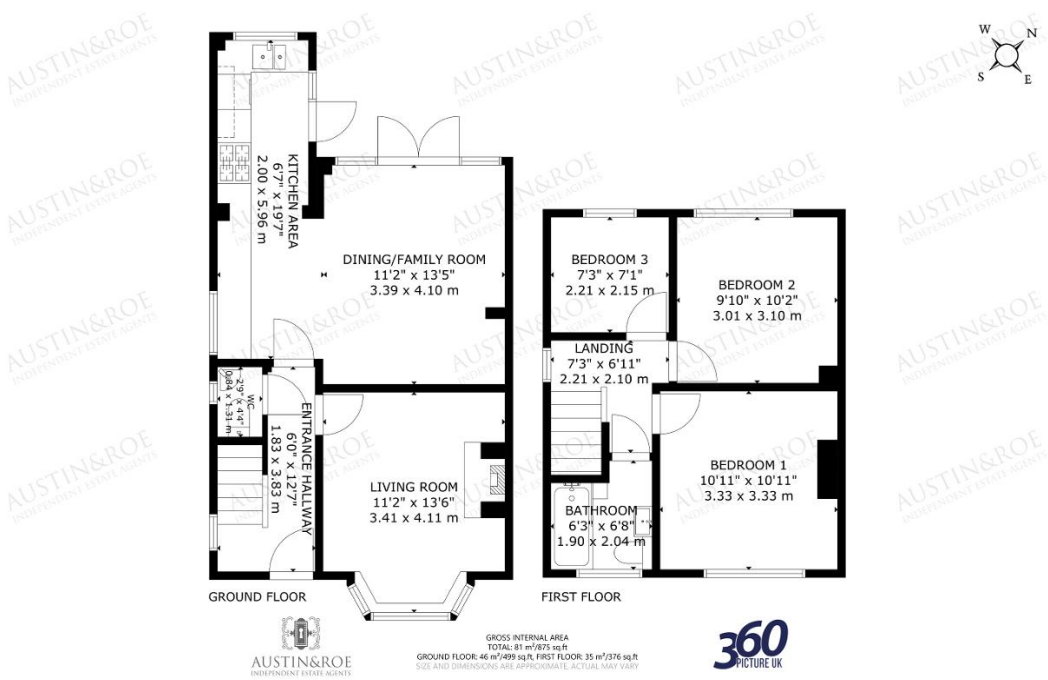 W
N
S
E
KITCHEN AREA
6'7" x 19'7"
2.00 x 5.96 m
DINING/FAMILY ROOM
11'2" x 13'5"
3.39 x 4.10 m
WC
2'9" x 4'4"
0.84 x 1.31 m
ENTRANCE HALLWAY
6'0" x 12'7"
1.83 x 3.83 m
LIVING ROOM
11'2" x 13'6"
3.41 x 4.11 m
GROUND FLOOR
BEDROOM 3
7'3" x 7'1"
2.21 x 2.15 m
BEDROOM 2
9'10" x 10'2"
3.01 x 3.10 m
LANDING
7'3" x 6'11"
2.21 x 2.10 m
BEDROOM 1
10'11" x 10'11"
3.33 x 3.33 m
BATHROOM
6'3" x 6'8"
1.90 x 2.04 m
FIRST FLOOR
AUSTIN&ROE
INDEPENDENT ESTATE AGENTS
GROSS INTERNAL AREA
TOTAL: 81 m²/875 sq.ft
GROUND FLOOR: 46 m²/499 sq.ft, FIRST FLOOR: 35 m²/376 sq.ft
SIZE AND DIMENSIONS ARE APPROXIMATE, ACTUAL MAY VARY
360
PICTURE UK